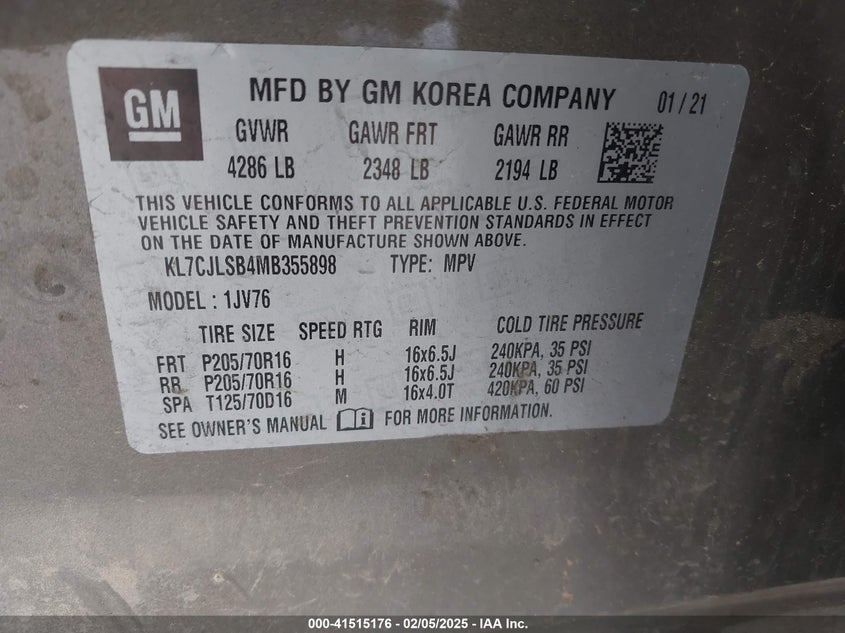 GM
MFD BY GM KOREA COMPANY 01 / 21
GVWR GAWR FRT GAWR RR
4286 LB 2348 LB 2194 LB
THIS VEHICLE CONFORMS TO ALL APPLICABLE U.S. FEDERAL MOTOR
VEHICLE SAFETY AND THEFT PREVENTION STANDARDS IN EFFECT
ON THE DATE OF MANUFACTURE SHOWN ABOVE.
KL7CJLSB4MB355898 TYPE: MPV
MODEL : 1JV76
TIRE SIZE SPEED RTG RIM COLD TIRE PRESSURE
FRT P205/70R16 H 16x6.5J 240KPA, 35 PSI
RR P205/70R16 H 16x6.5J 240KPA, 35 PSI
SPA T125/70D16 M 16x4.0T 420KPA, 60 PSI
SEE OWNER'S MANUAL FOR MORE INFORMATION.
000-41515176 - 02/05/2025 - IAA Inc.